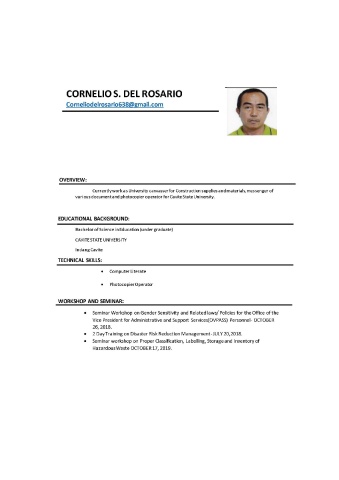 CORNELIO S. DEL ROSARIO
Corneliodelrosario638@gmail.com
OVERVIEW:
Currently work as University canvasser for Construction supplies and materials, messenger of
various document and photocopier operator for Cavite State University.
EDUCATIONAL BACKGROUND:
Bachelor of Science in Education (under graduate)
CAVITE STATE UNIVERSITY
Indang Cavite
TECHNICAL SKILLS:
• Computer Literate
• Photocopier Operator
WORKSHOP AND SEMINAR:
• Seminar Workshop on Gender Sensitivity and Related laws/ Policies for the Office of the
Vice President for Administrative and Support Services(OVPASS) Personnel- OCTOBER
26, 2018.
• 2 Day Training on Disaster Risk Reduction Management- JULY 20, 2018.
• Seminar workshop on Proper Classification, Labelling, Storage and Inventory of
Hazardous Waste OCTOBER 17, 2019.